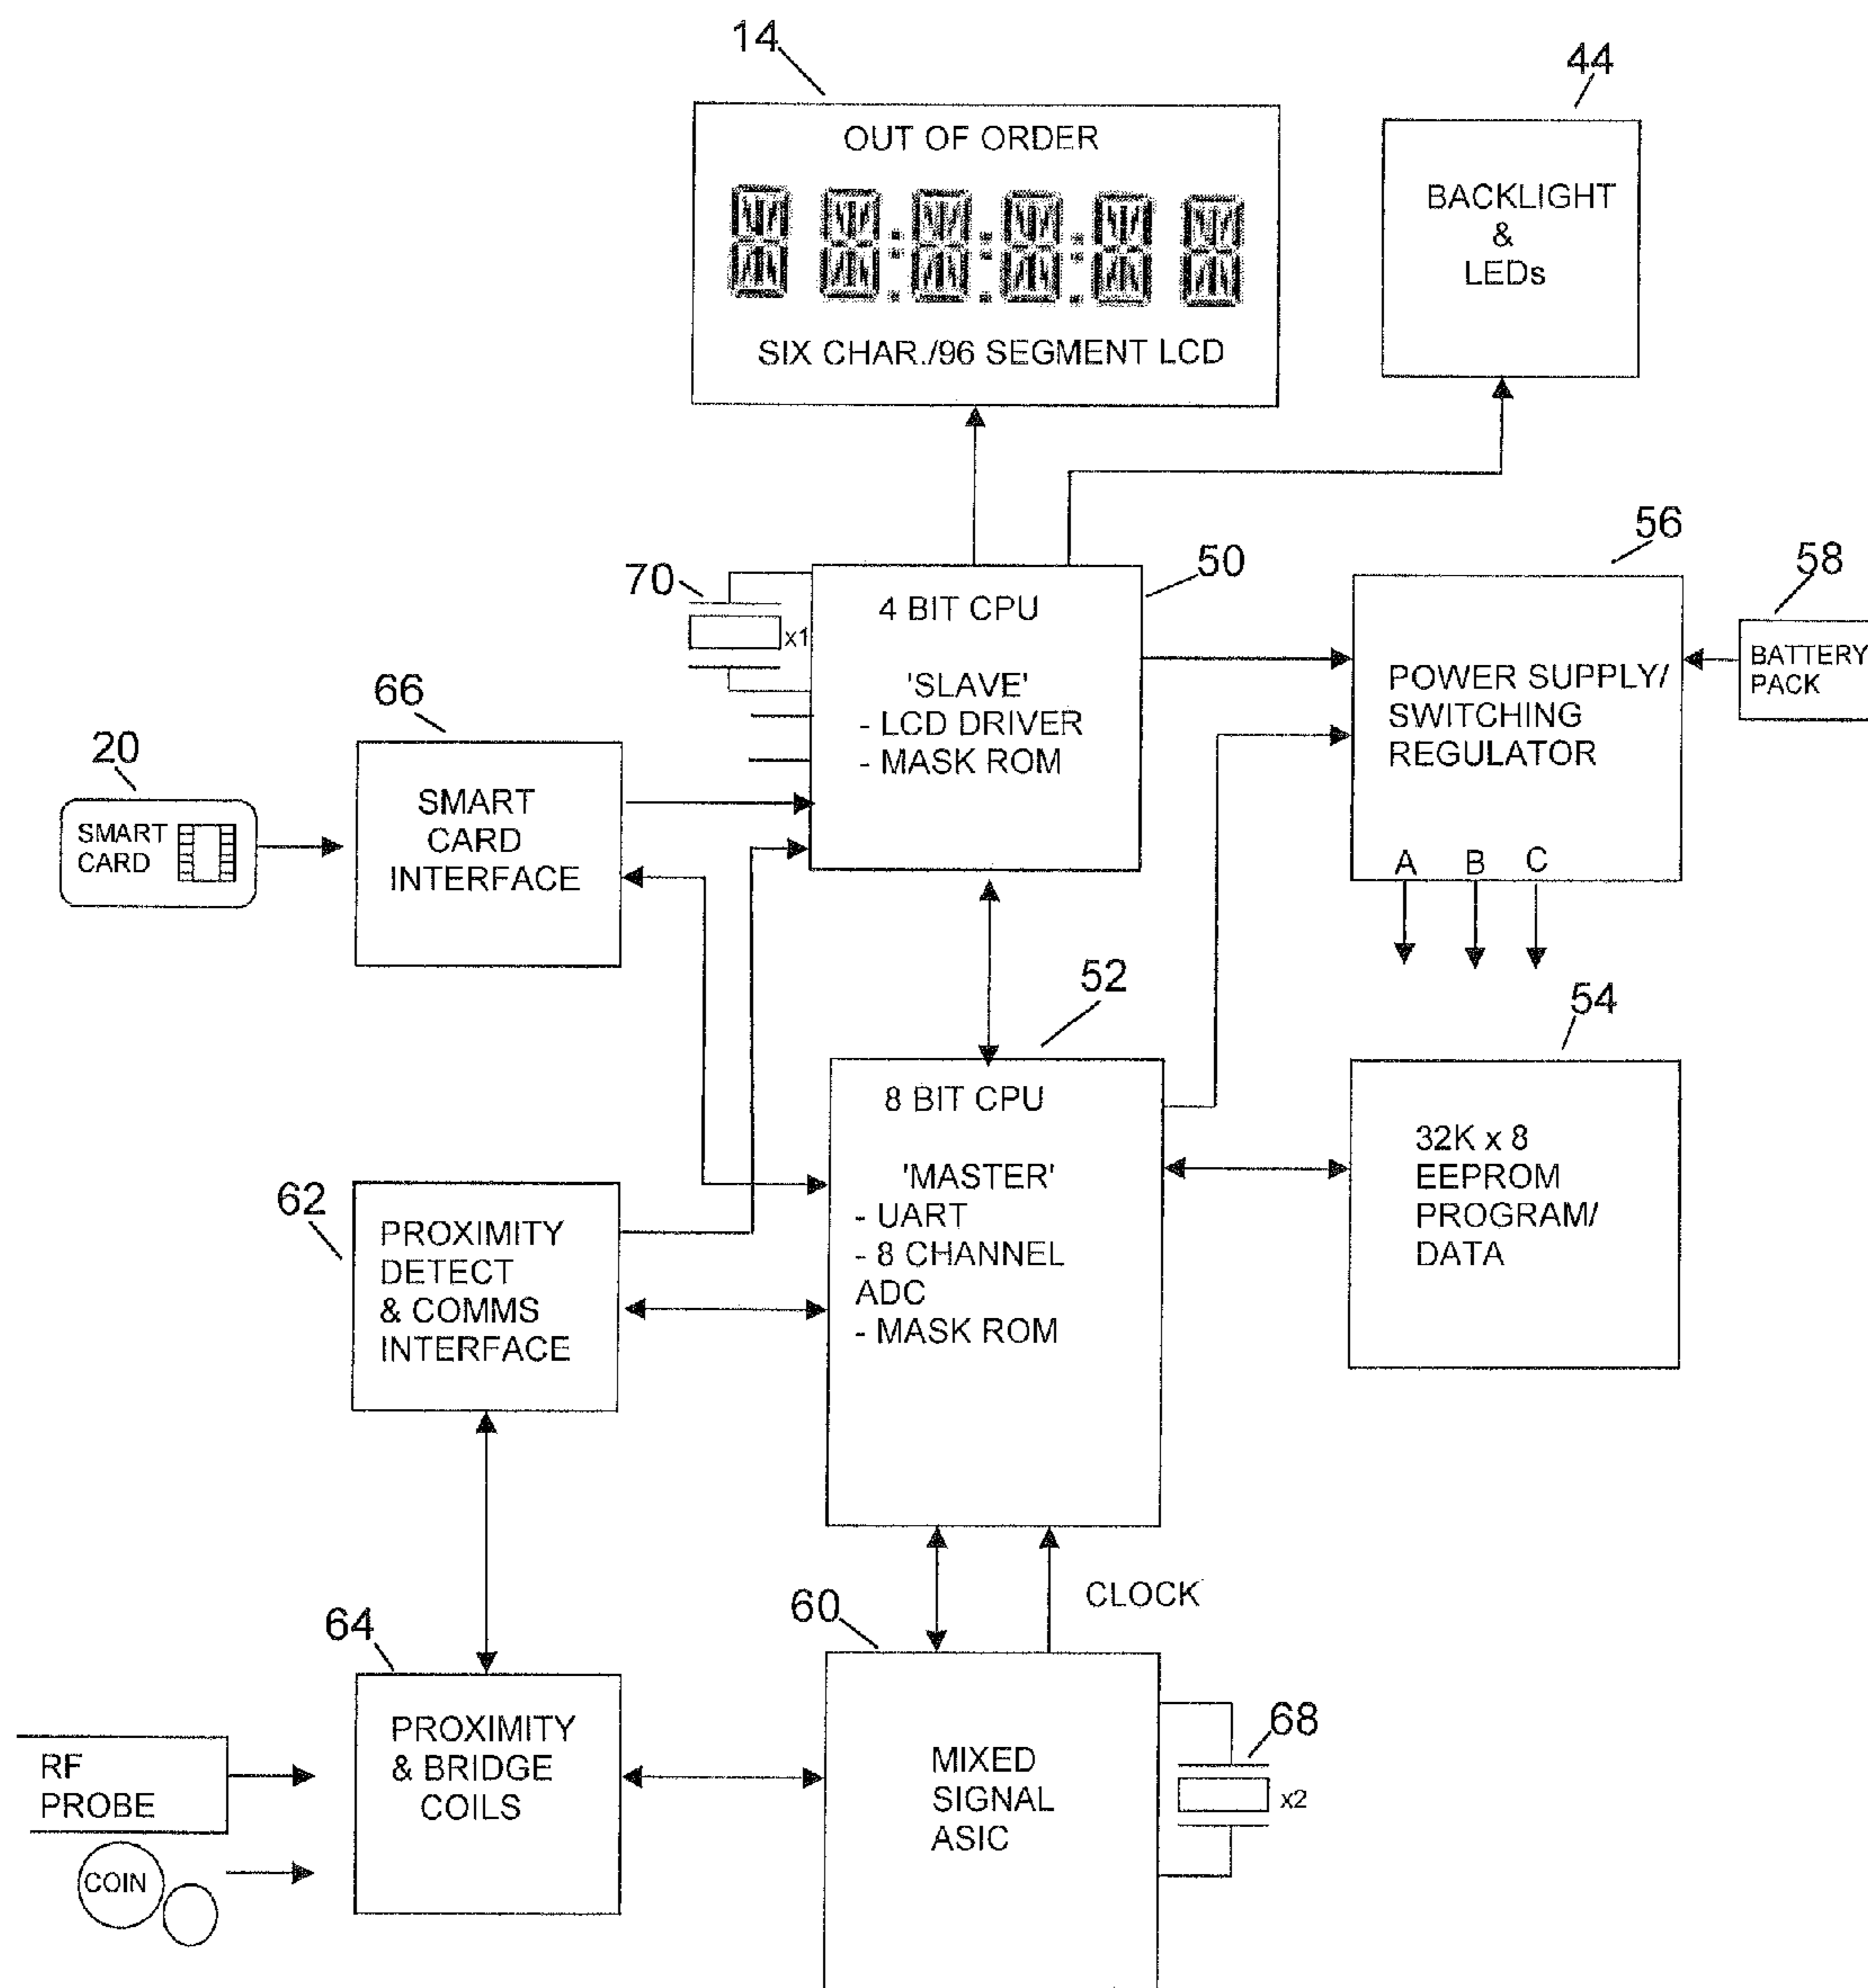 14
44
OUT OF ORDER
SIX CHAR./96 SEGMENT LCD
BACKLIGHT
&
LEDs
70
x1
50
4 BIT CPU
'SLAVE'
- LCD DRIVER
- MASK ROM
56
POWER SUPPLY/
SWITCHING
REGULATOR
A B C
58
BATTERY
PACK
66
SMART
CARD
INTERFACE
20
SMART
CARD
52
8 BIT CPU
'MASTER'
- UART
- 8 CHANNEL
ADC
- MASK ROM
54
32K x 8
EEPROM
PROGRAM/
DATA
62
PROXIMITY
DETECT
& COMMS
INTERFACE
CLOCK
64
PROXIMITY
& BRIDGE
COILS
RF
PROBE
COIN
60
MIXED
SIGNAL
ASIC
68
x2